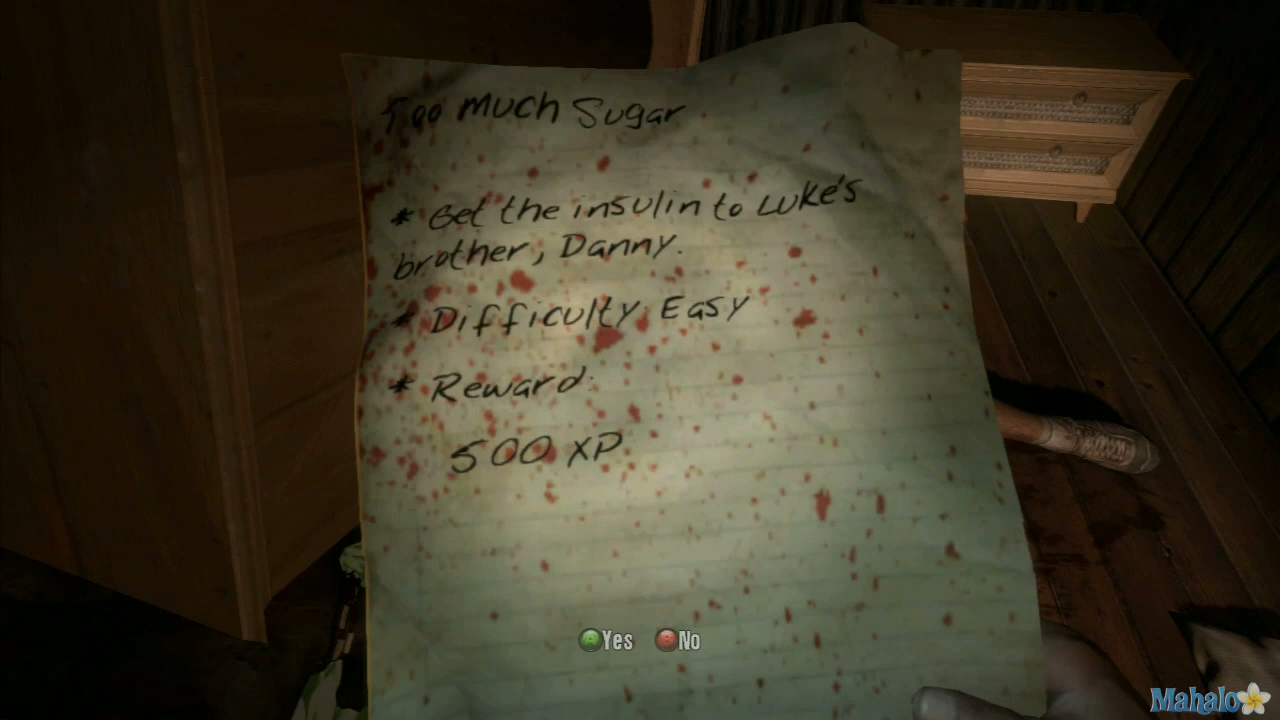 Too much Sugar
* Get the insulin to Luke's
brother, Danny.
* Difficulty Easy
* Reward:
500 XP
A Yes B No
Mahalo